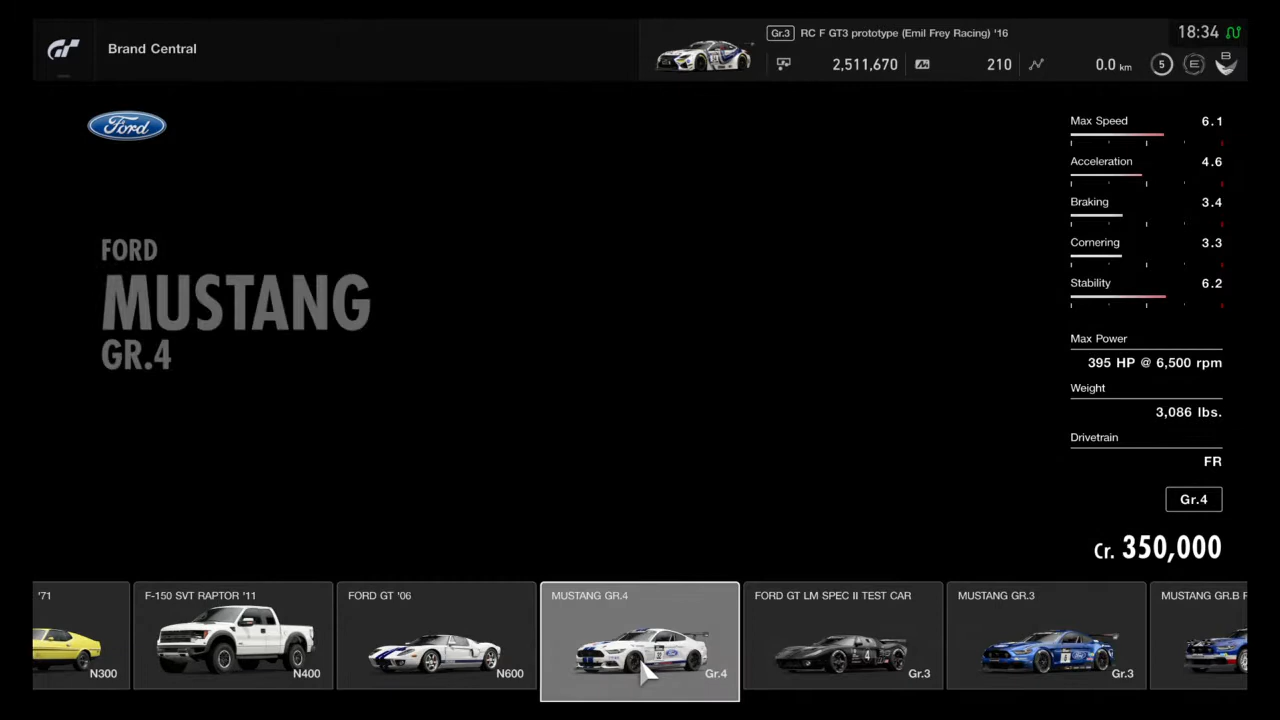 Brand Central
Gr.3 RC F GT3 prototype (Emil Frey Racing) '16
18:34
2,511,670 210 0.0 km 5 E B
Ford
FORD
MUSTANG
GR.4
Max Speed 6.1
Acceleration 4.6
Braking 3.4
Cornering 3.3
Stability 6.2
Max Power
395 HP @ 6,500 rpm
Weight
3,086 lbs.
Drivetrain
FR
Gr.4
Cr. 350,000
'71
N300
F-150 SVT RAPTOR '11
N400
FORD GT '06
N600
MUSTANG GR.4
Gr.4
FORD GT LM SPEC II TEST CAR
4
Gr.3
MUSTANG GR.3
Gr.3
MUSTANG GR.B